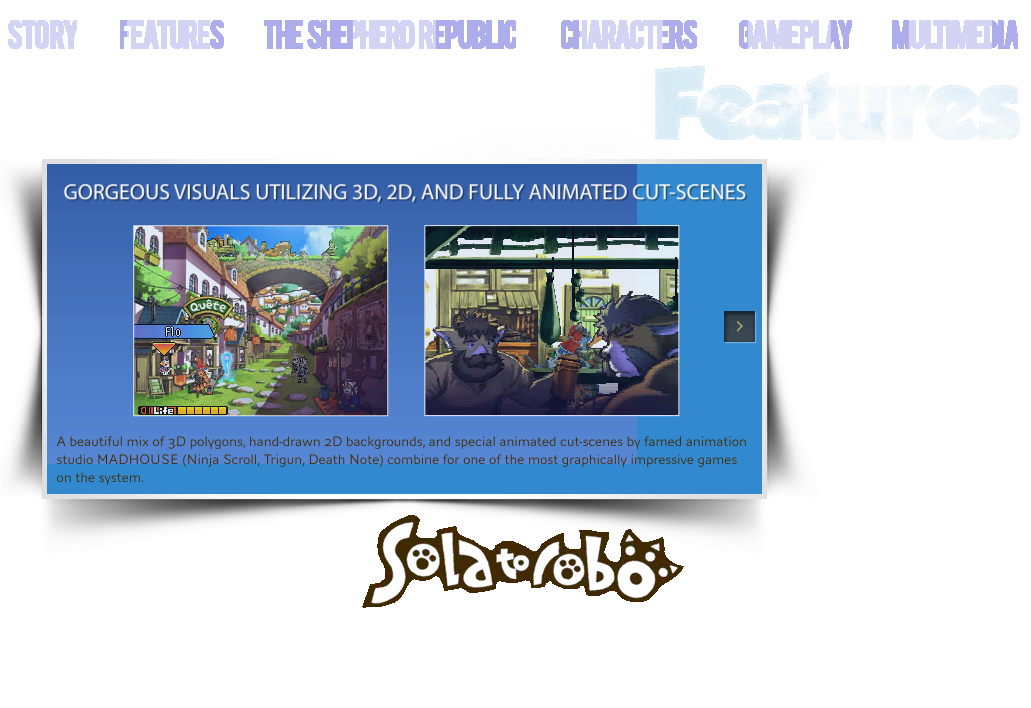 STORY FEATURES THE SHEPHERD REPUBLIC CHARACTERS GAMEPLAY MULTIMEDIA
Features
GORGEOUS VISUALS UTILIZING 3D, 2D, AND FULLY ANIMATED CUT-SCENES
Quête
Flo
Life
A beautiful mix of 3D polygons, hand-drawn 2D backgrounds, and special animated cut-scenes by famed animation
studio MADHOUSE (Ninja Scroll, Trigun, Death Note) combine for one of the most graphically impressive games
on the system.
Solatorobo